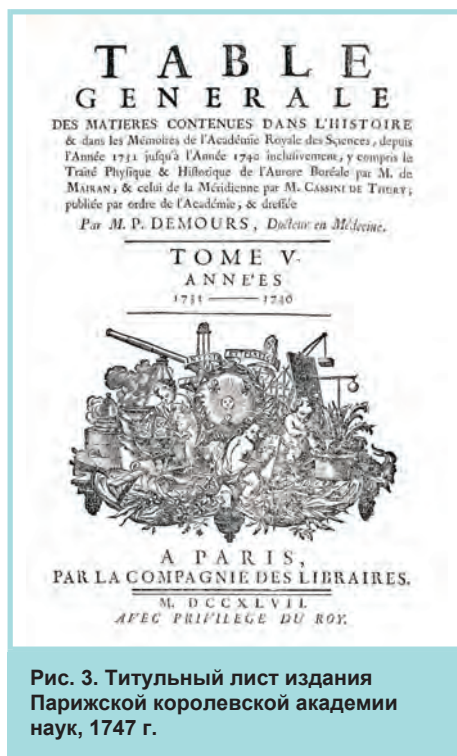 TABLE
GENERALE
DES MATIERES CONTENUES DANS L'HISTOIRE
& dans les Mémoires de l'Académie Royale des Sciences, depuis
l'Année 1731 jusqu'à l'Année 1740 inclusivement, y compris le
Traité Physique & Historique de l'Aurore Boréale par M. de
MAIRAN, & celui de la Méridienne par M. CASSINI DE THURY;
publiée par ordre de l'Académie, & dressée
Par M. P. DEMOURS, Docteur en Médecine.
TOME V.
ANNE'ES
1731 — 1740
A PARIS,
PAR LA COMPAGNIE DES LIBRAIRES.
M. DCCXLVII.
AVEC PRIVILEGE DU ROY.
Рис. 3. Титульный лист издания
Парижской королевской академии
наук, 1747 г.